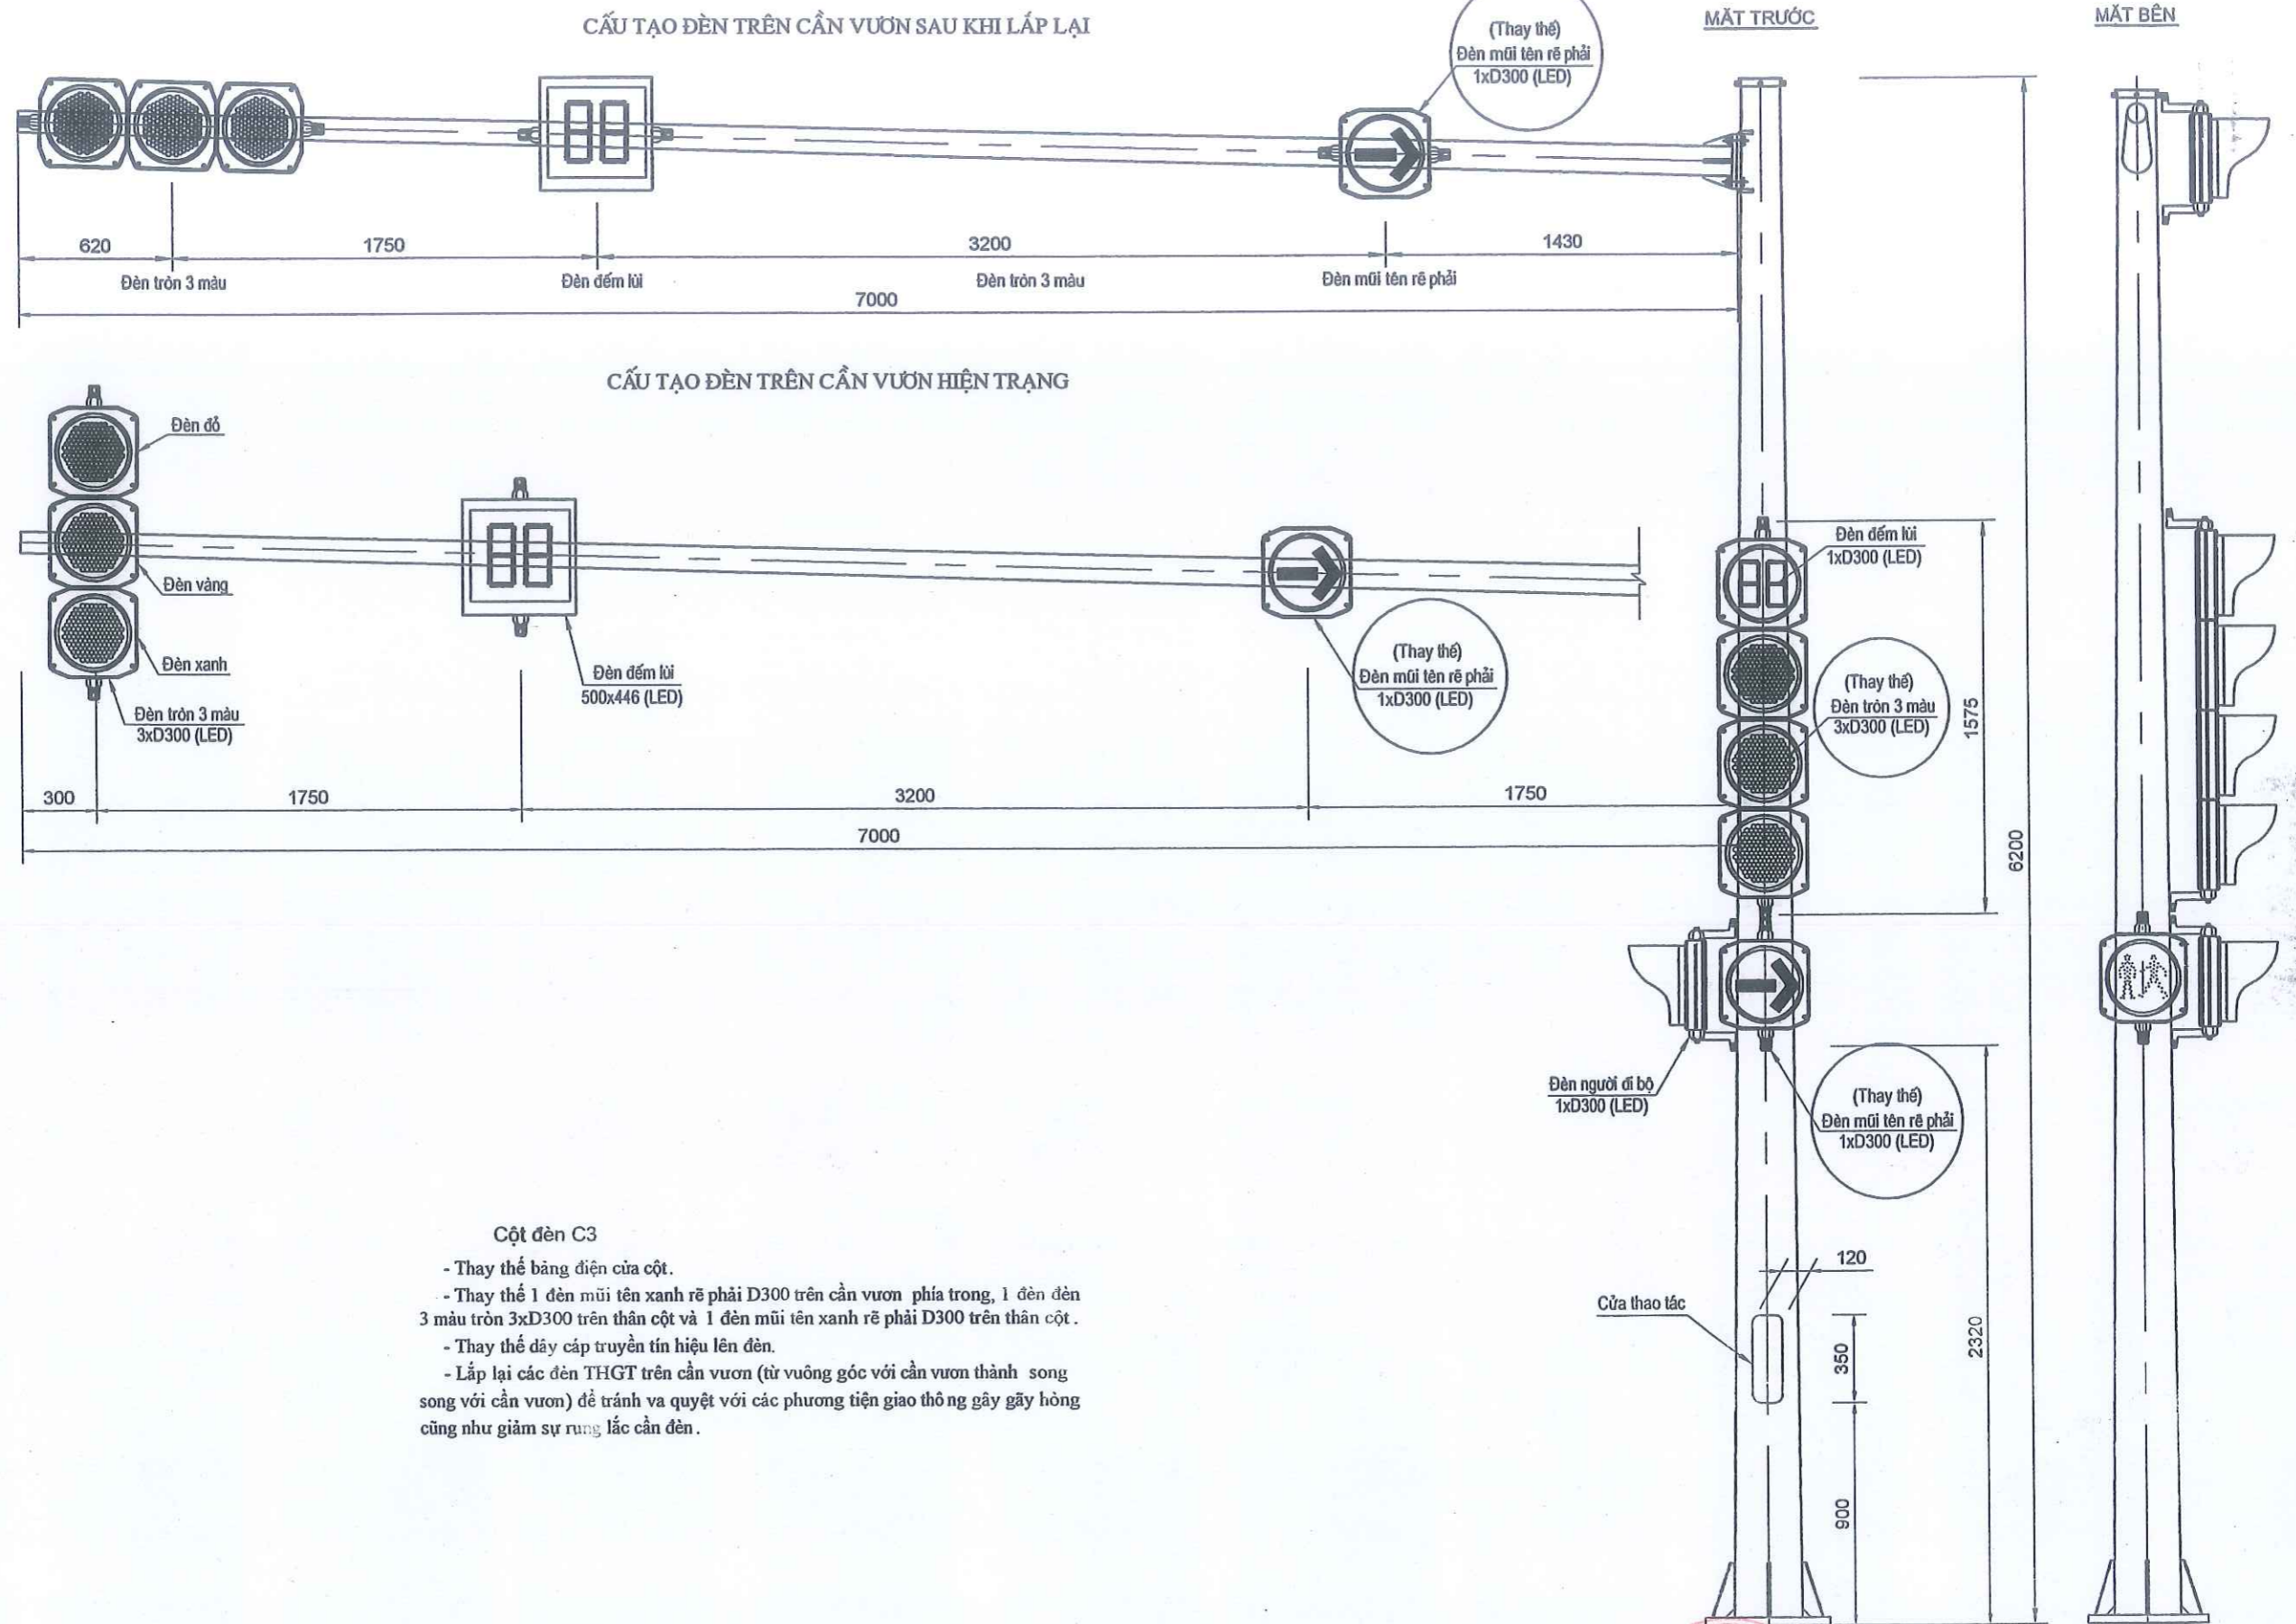 CẤU TẠO ĐÈN TRÊN CẦN VƯƠN SAU KHI LẮP LẠI
(Thay thế)
Đèn mũi tên rẽ phải
1xD300 (LED)
MẶT TRƯỚC
MẶT BÊN
620
1750
3200
1430
Đèn tròn 3 màu
Đèn đếm lùi
Đèn tròn 3 màu
Đèn mũi tên rẽ phải
7000
CẤU TẠO ĐÈN TRÊN CẦN VƯƠN HIỆN TRẠNG
Đèn đỏ
Đèn vàng
Đèn xanh
Đèn tròn 3 màu
3xD300 (LED)
Đèn đếm lùi
500x446 (LED)
(Thay thế)
Đèn mũi tên rẽ phải
1xD300 (LED)
300
1750
3200
1750
7000
Đèn đếm lùi
1xD300 (LED)
(Thay thế)
Đèn tròn 3 màu
3xD300 (LED)
1575
6200
Đèn người đi bộ
1xD300 (LED)
(Thay thế)
Đèn mũi tên rẽ phải
1xD300 (LED)
120
Cửa thao tác
350
2320
900
Cột đèn C3
- Thay thế bảng điện cửa cột.
- Thay thế 1 đèn mũi tên xanh rẽ phải D300 trên cần vươn phía trong, 1 đèn đèn
3 màu tròn 3xD300 trên thân cột và 1 đèn mũi tên xanh rẽ phải D300 trên thân cột.
- Thay thế dây cáp truyền tín hiệu lên đèn.
- Lắp lại các đèn THGT trên cần vươn (từ vuông góc với cần vươn thành song
song với cần vươn) để tránh va quyệt với các phương tiện giao thông gây gãy hỏng
cũng như giảm sự rung lắc cần đèn.